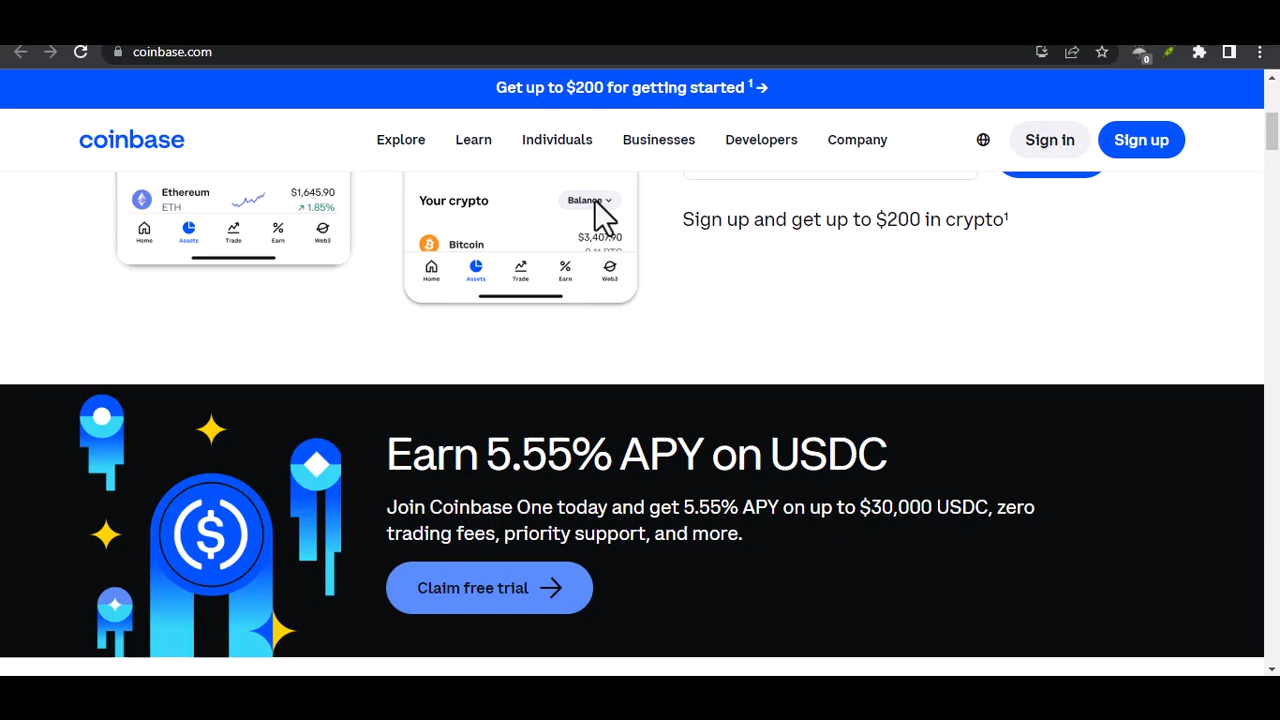 coinbase.com
0
Get up to $200 for getting started ¹ →
coinbase
Explore
Learn
Individuals
Businesses
Developers
Company
Sign in
Sign up
Ethereum
$1,645.90
ETH
↗ 1.85%
Home
Assets
Trade
Earn
Web3
Your crypto
Balance
Bitcoin
Home
Assets
Trade
Earn
Web3
Sign up and get up to $200 in crypto¹
Earn 5.55% APY on USDC
Join Coinbase One today and get 5.55% APY on up to $30,000 USDC, zero
trading fees, priority support, and more.
Claim free trial